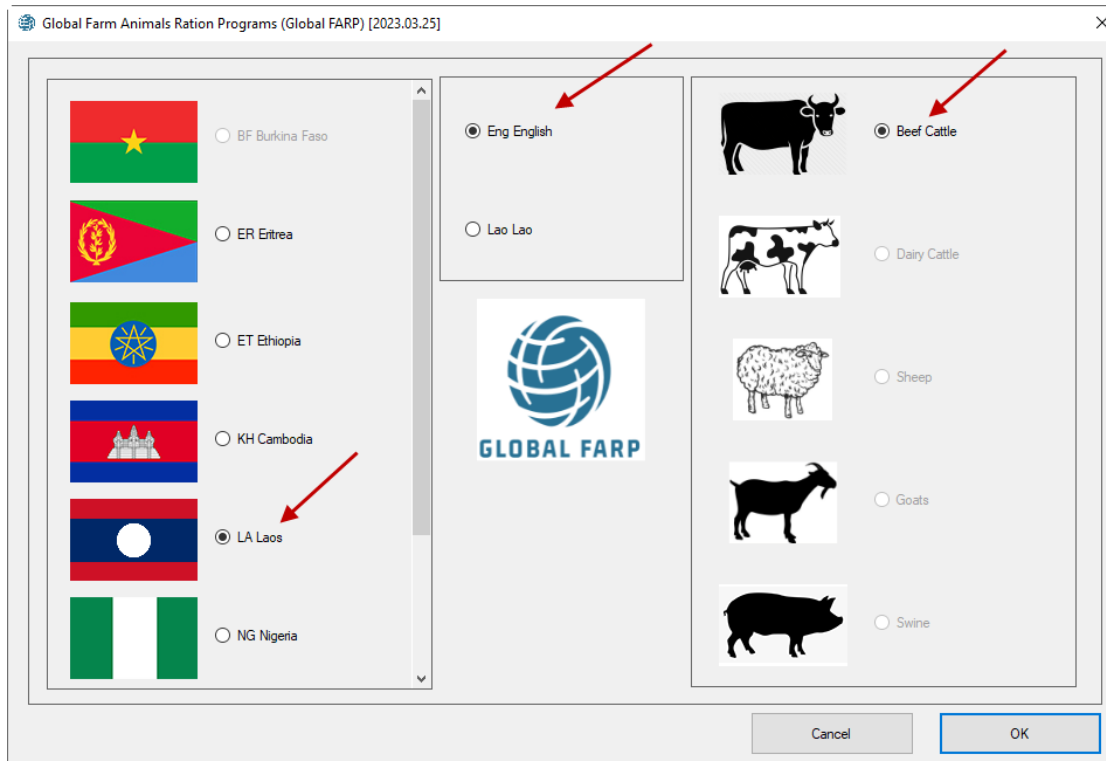 Global Farm Animals Ration Programs (Global FARP) [2023.03.25]
BF Burkina Faso
ER Eritrea
ET Ethiopia
KH Cambodia
LA Laos
NG Nigeria
Eng English
Lao Lao
GLOBAL FARP
Beef Cattle
Dairy Cattle
Sheep
Goats
Swine
Cancel
OK